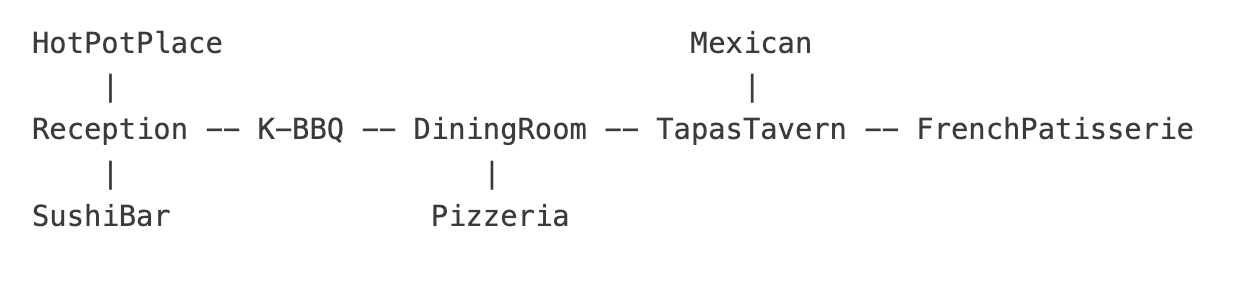 HotPotPlace                           Mexican
    |                                    |
Reception -- K-BBQ -- DiningRoom -- TapasTavern -- FrenchPatisserie
    |                     |
SushiBar               Pizzeria